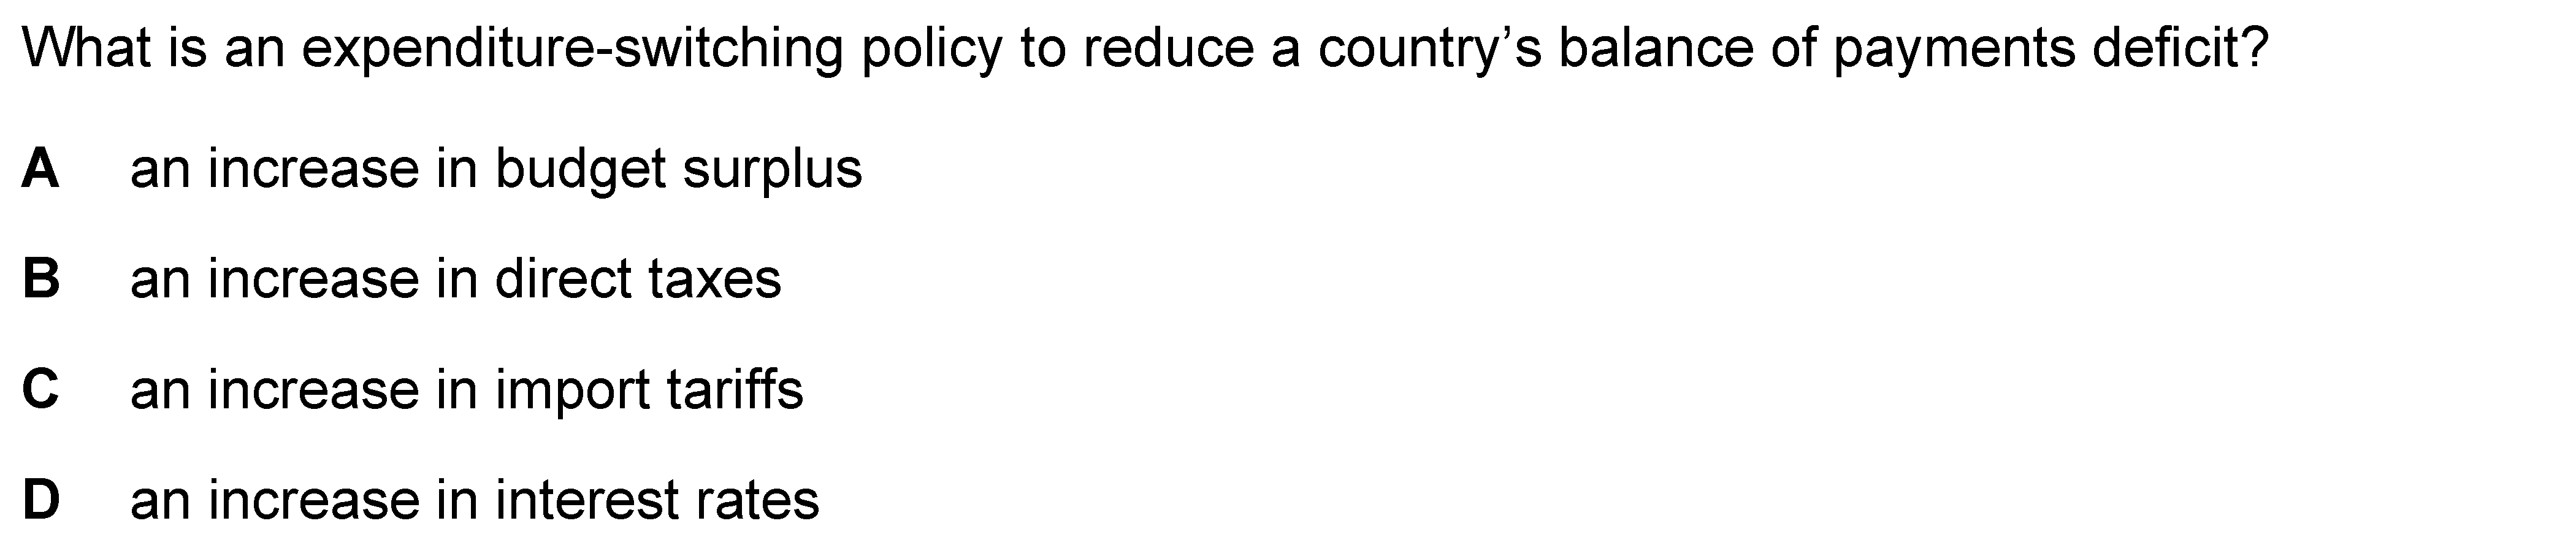 What is an expenditure-switching policy to reduce a country’s balance of payments deficit?
A an increase in budget surplus
B an increase in direct taxes
C an increase in import tariffs
D an increase in interest rates